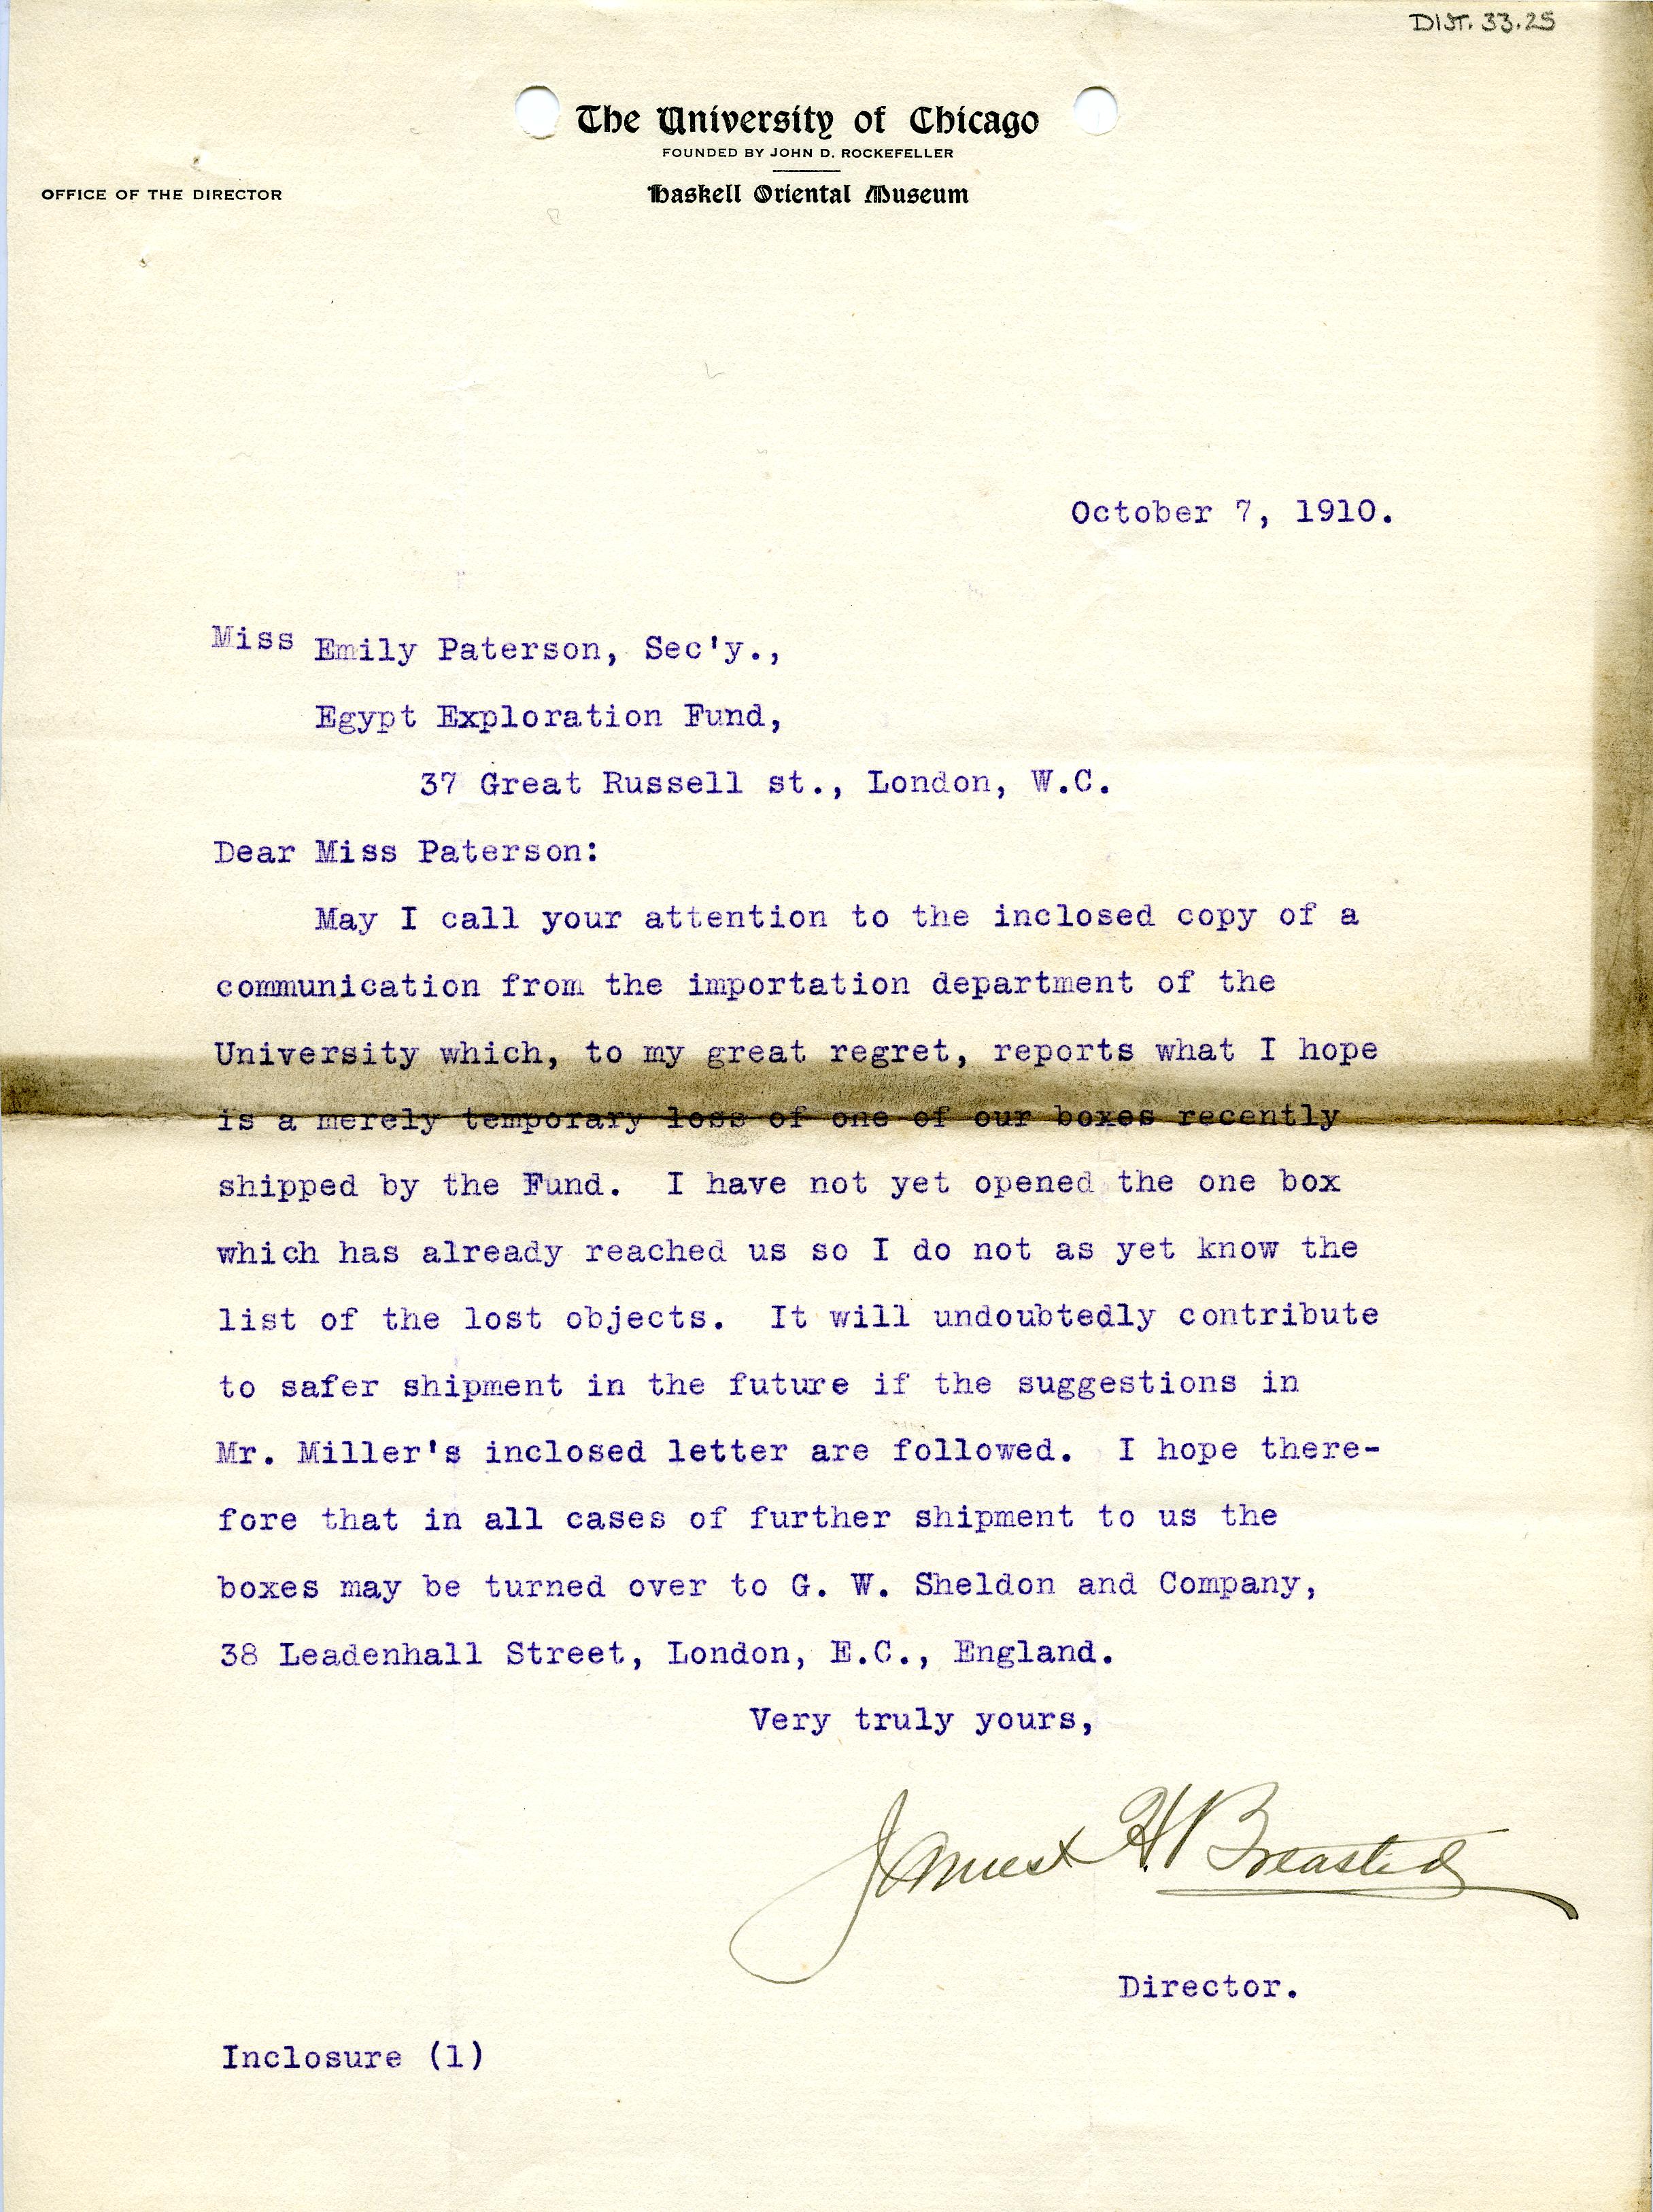 DIST. 33.25
The University of Chicago
FOUNDED BY JOHN D. ROCKEFELLER
OFFICE OF THE DIRECTOR
Haskell Oriental Museum
October 7, 1910.
Miss Emily Paterson, Sec'y.,
Egypt Exploration Fund,
37 Great Russell st., London, W.C.
Dear Miss Paterson:
May I call your attention to the inclosed copy of a
communication from the importation department of the
University which, to my great regret, reports what I hope
is a merely temporary loss of one of our boxes recently
shipped by the Fund. I have not yet opened the one box
which has already reached us so I do not as yet know the
list of the lost objects. It will undoubtedly contribute
to safer shipment in the future if the suggestions in
Mr. Miller's inclosed letter are followed. I hope there-
fore that in all cases of further shipment to us the
boxes may be turned over to G. W. Sheldon and Company,
38 Leadenhall Street, London, E.C., England.
Very truly yours,
James H. Breasted
Director.
Inclosure (1)